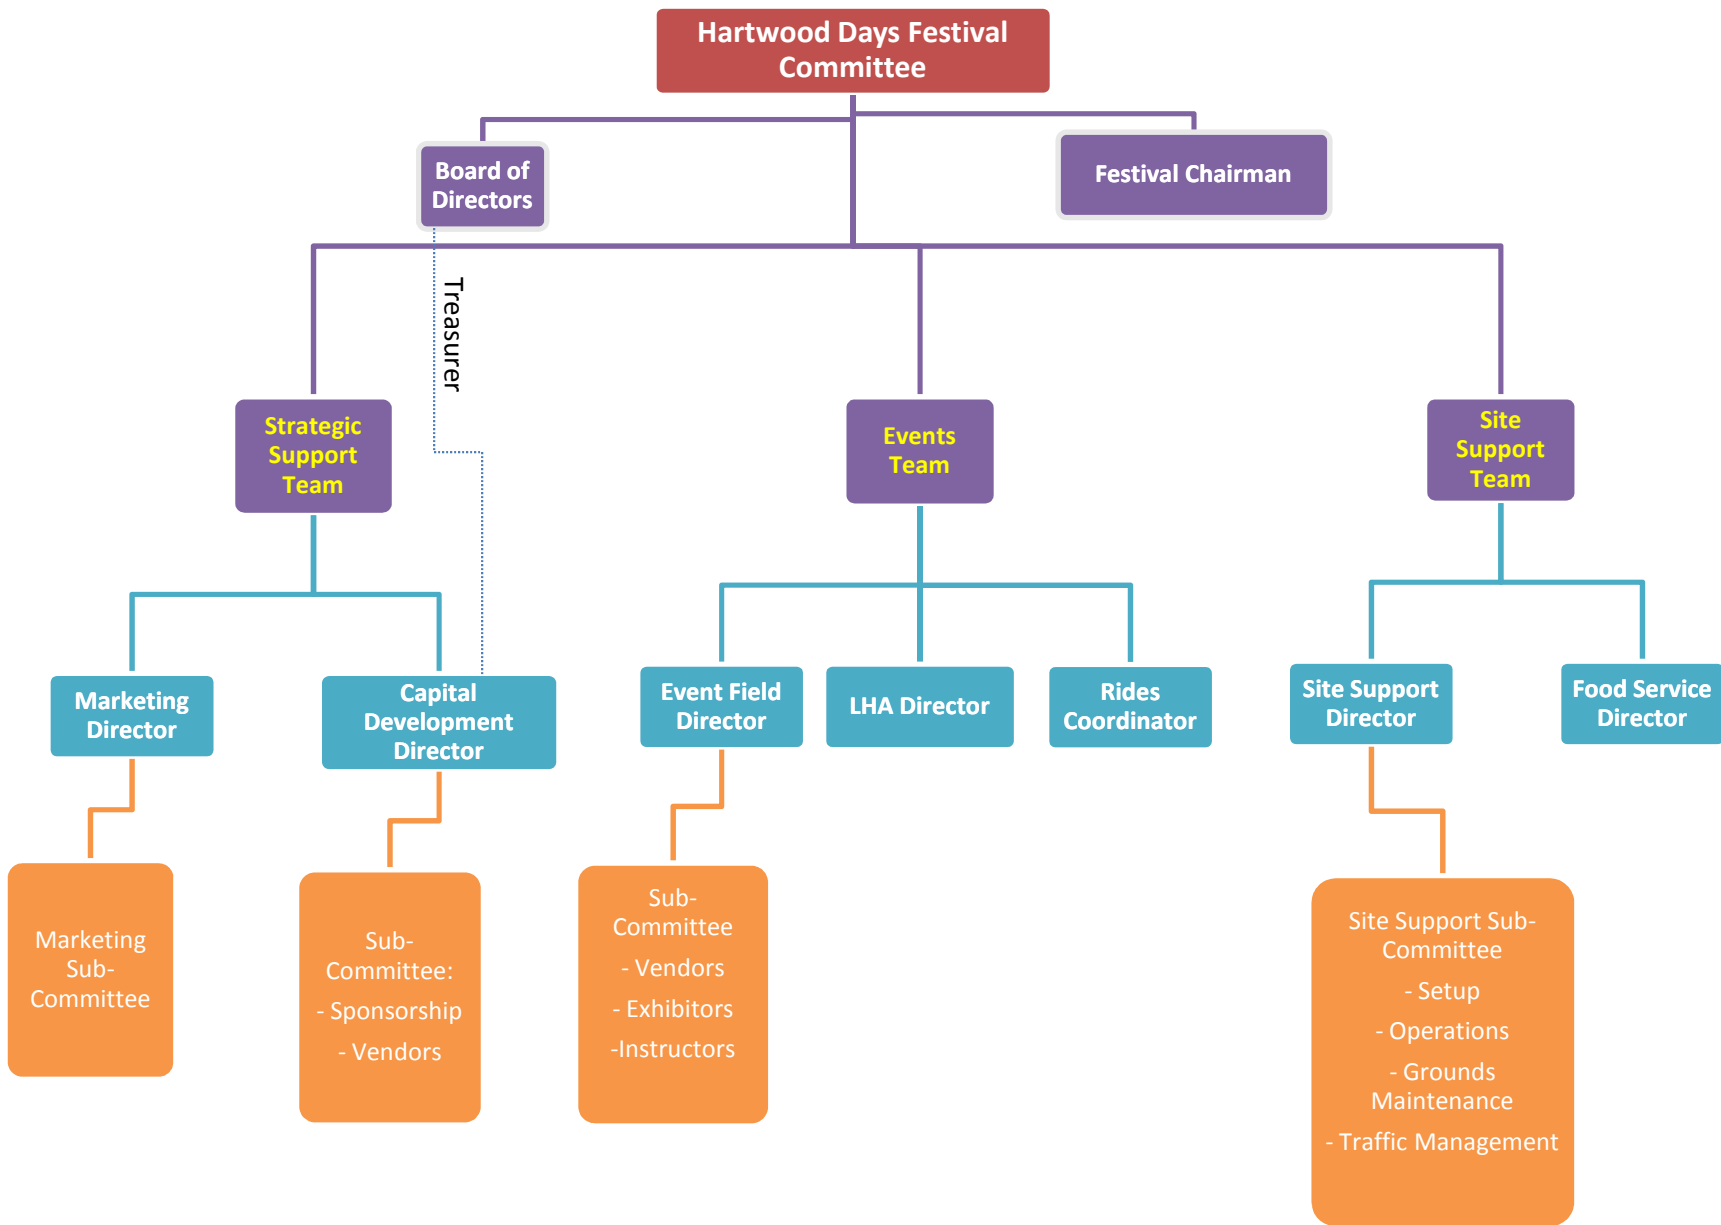 Hartwood Days Festival
Committee
Board of
Directors
Festival Chairman
Treasurer
Strategic
Support
Team
Events
Team
Site
Support
Team
Marketing
Director
Capital
Development
Director
Event Field
Director
LHA Director
Rides
Coordinator
Site Support
Director
Food Service
Director
Marketing
Sub-
Committee
Sub-
Committee:
- Sponsorship
- Vendors
Sub-
Committee
- Vendors
- Exhibitors
-Instructors
Site Support Sub-
Committee
- Setup
- Operations
- Grounds
Maintenance
- Traffic Management